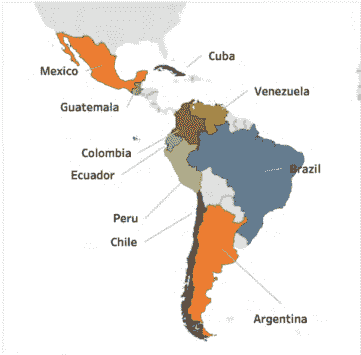 Cuba
Mexico
Venezuela
Guatemala
Colombia
Ecuador
Brazil
Peru
Chile
Argentina